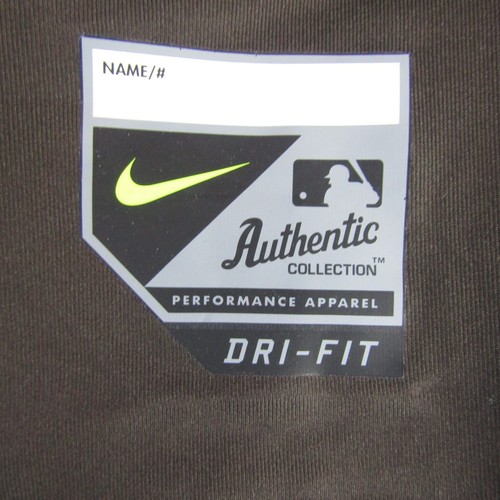 NAME/#
Authentic
COLLECTION™
PERFORMANCE APPAREL
DRI-FIT